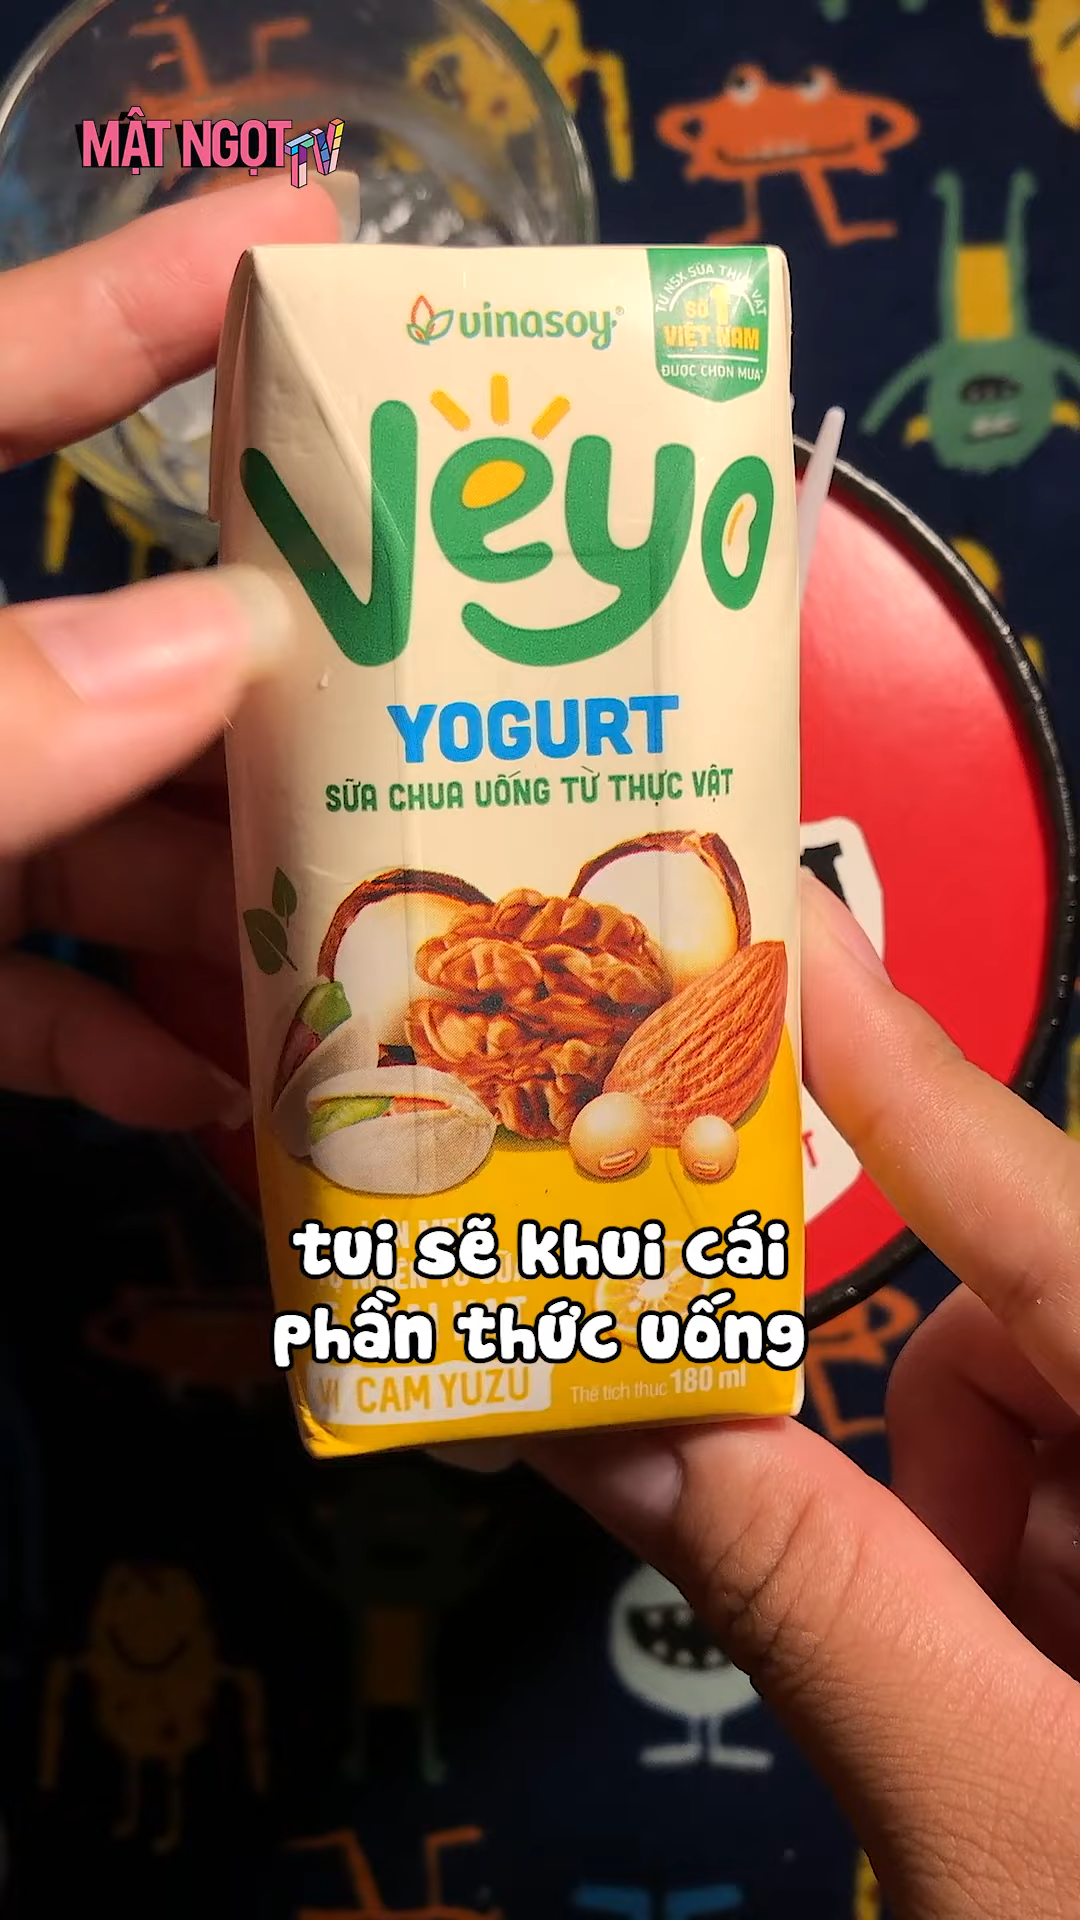 MẬT NGỌT TV
vinasoy
TỪ NSX SỮA THỰC VẬT
SỐ 1
VIỆT NAM
ĐƯỢC CHỌN MUA*
Veyo
YOGURT
SỮA CHUA UỐNG TỪ THỰC VẬT
tui sẽ khui cái
phần thức uống
VỊ CAM YUZU
Thể tích thực 180 ml